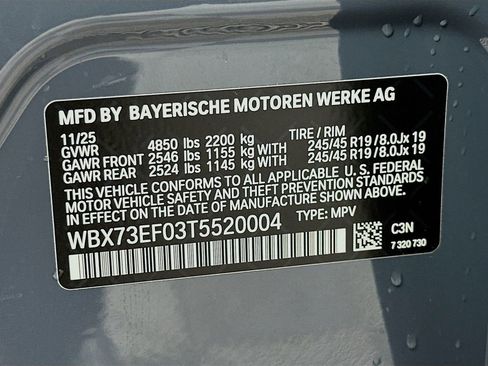 MFD BY BAYERISCHE MOTOREN WERKE AG
11/25 TIRE / RIM
GVWR 4850 lbs 2200 kg
GAWR FRONT 2546 lbs 1155 kg WITH 245/45 R19 / 8.0Jx 19
GAWR REAR 2524 lbs 1145 kg WITH 245/45 R19 / 8.0Jx 19
THIS VEHICLE CONFORMS TO ALL APPLICABLE U. S. FEDERAL
MOTOR VEHICLE SAFETY, BUMPER, AND THEFT PREVENTION
STANDARDS IN EFFECT ON THE DATE OF MANUFACTURE SHOWN
ABOVE.
WBX73EF03T5520004 TYPE: MPV C3N
7 320 730